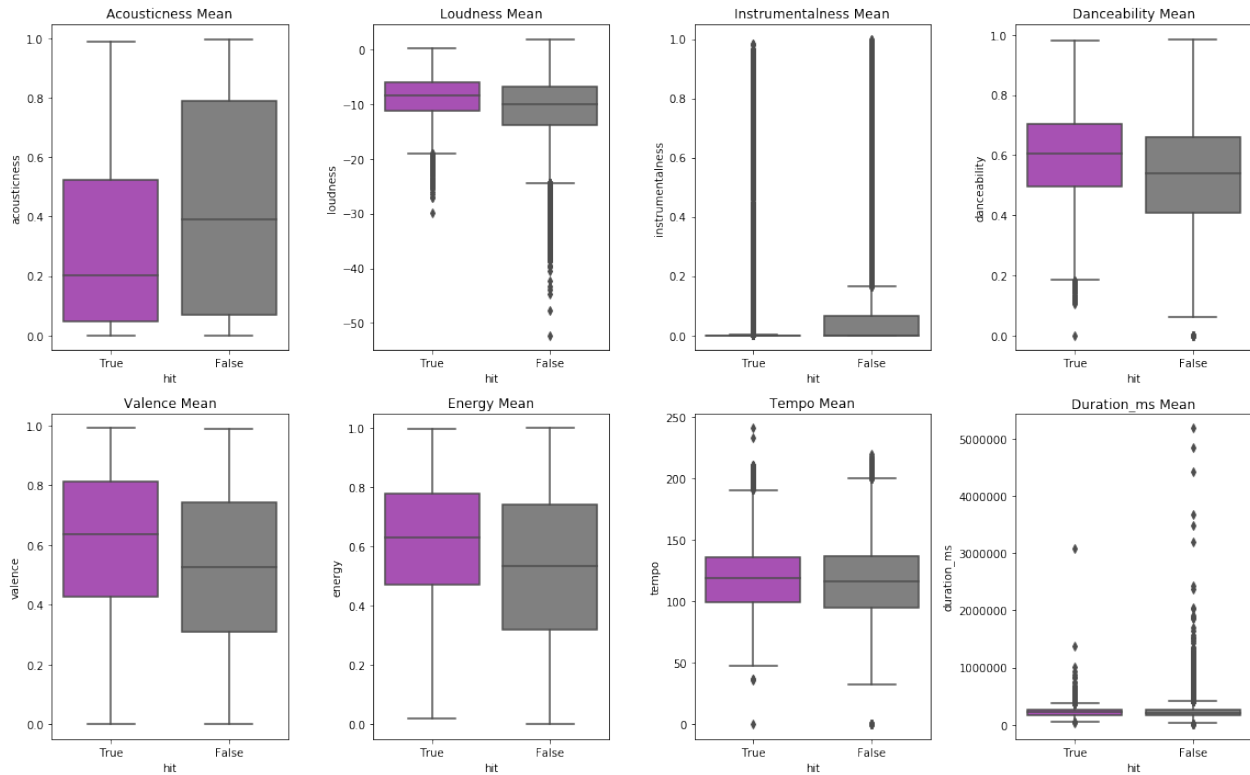 Acousticness Mean
1.0
0.8
0.6
0.4
0.2
0.0
acousticness
True False
hit
Loudness Mean
0
−10
−20
−30
−40
−50
loudness
True False
hit
Instrumentalness Mean
1.0
0.8
0.6
0.4
0.2
0.0
instrumentalness
True False
hit
Danceability Mean
1.0
0.8
0.6
0.4
0.2
0.0
danceability
True False
hit
Valence Mean
1.0
0.8
0.6
0.4
0.2
0.0
valence
True False
hit
Energy Mean
1.0
0.8
0.6
0.4
0.2
0.0
energy
True False
hit
Tempo Mean
250
200
150
100
50
0
tempo
True False
hit
Duration_ms Mean
5000000
4000000
3000000
2000000
1000000
0
duration_ms
True False
hit